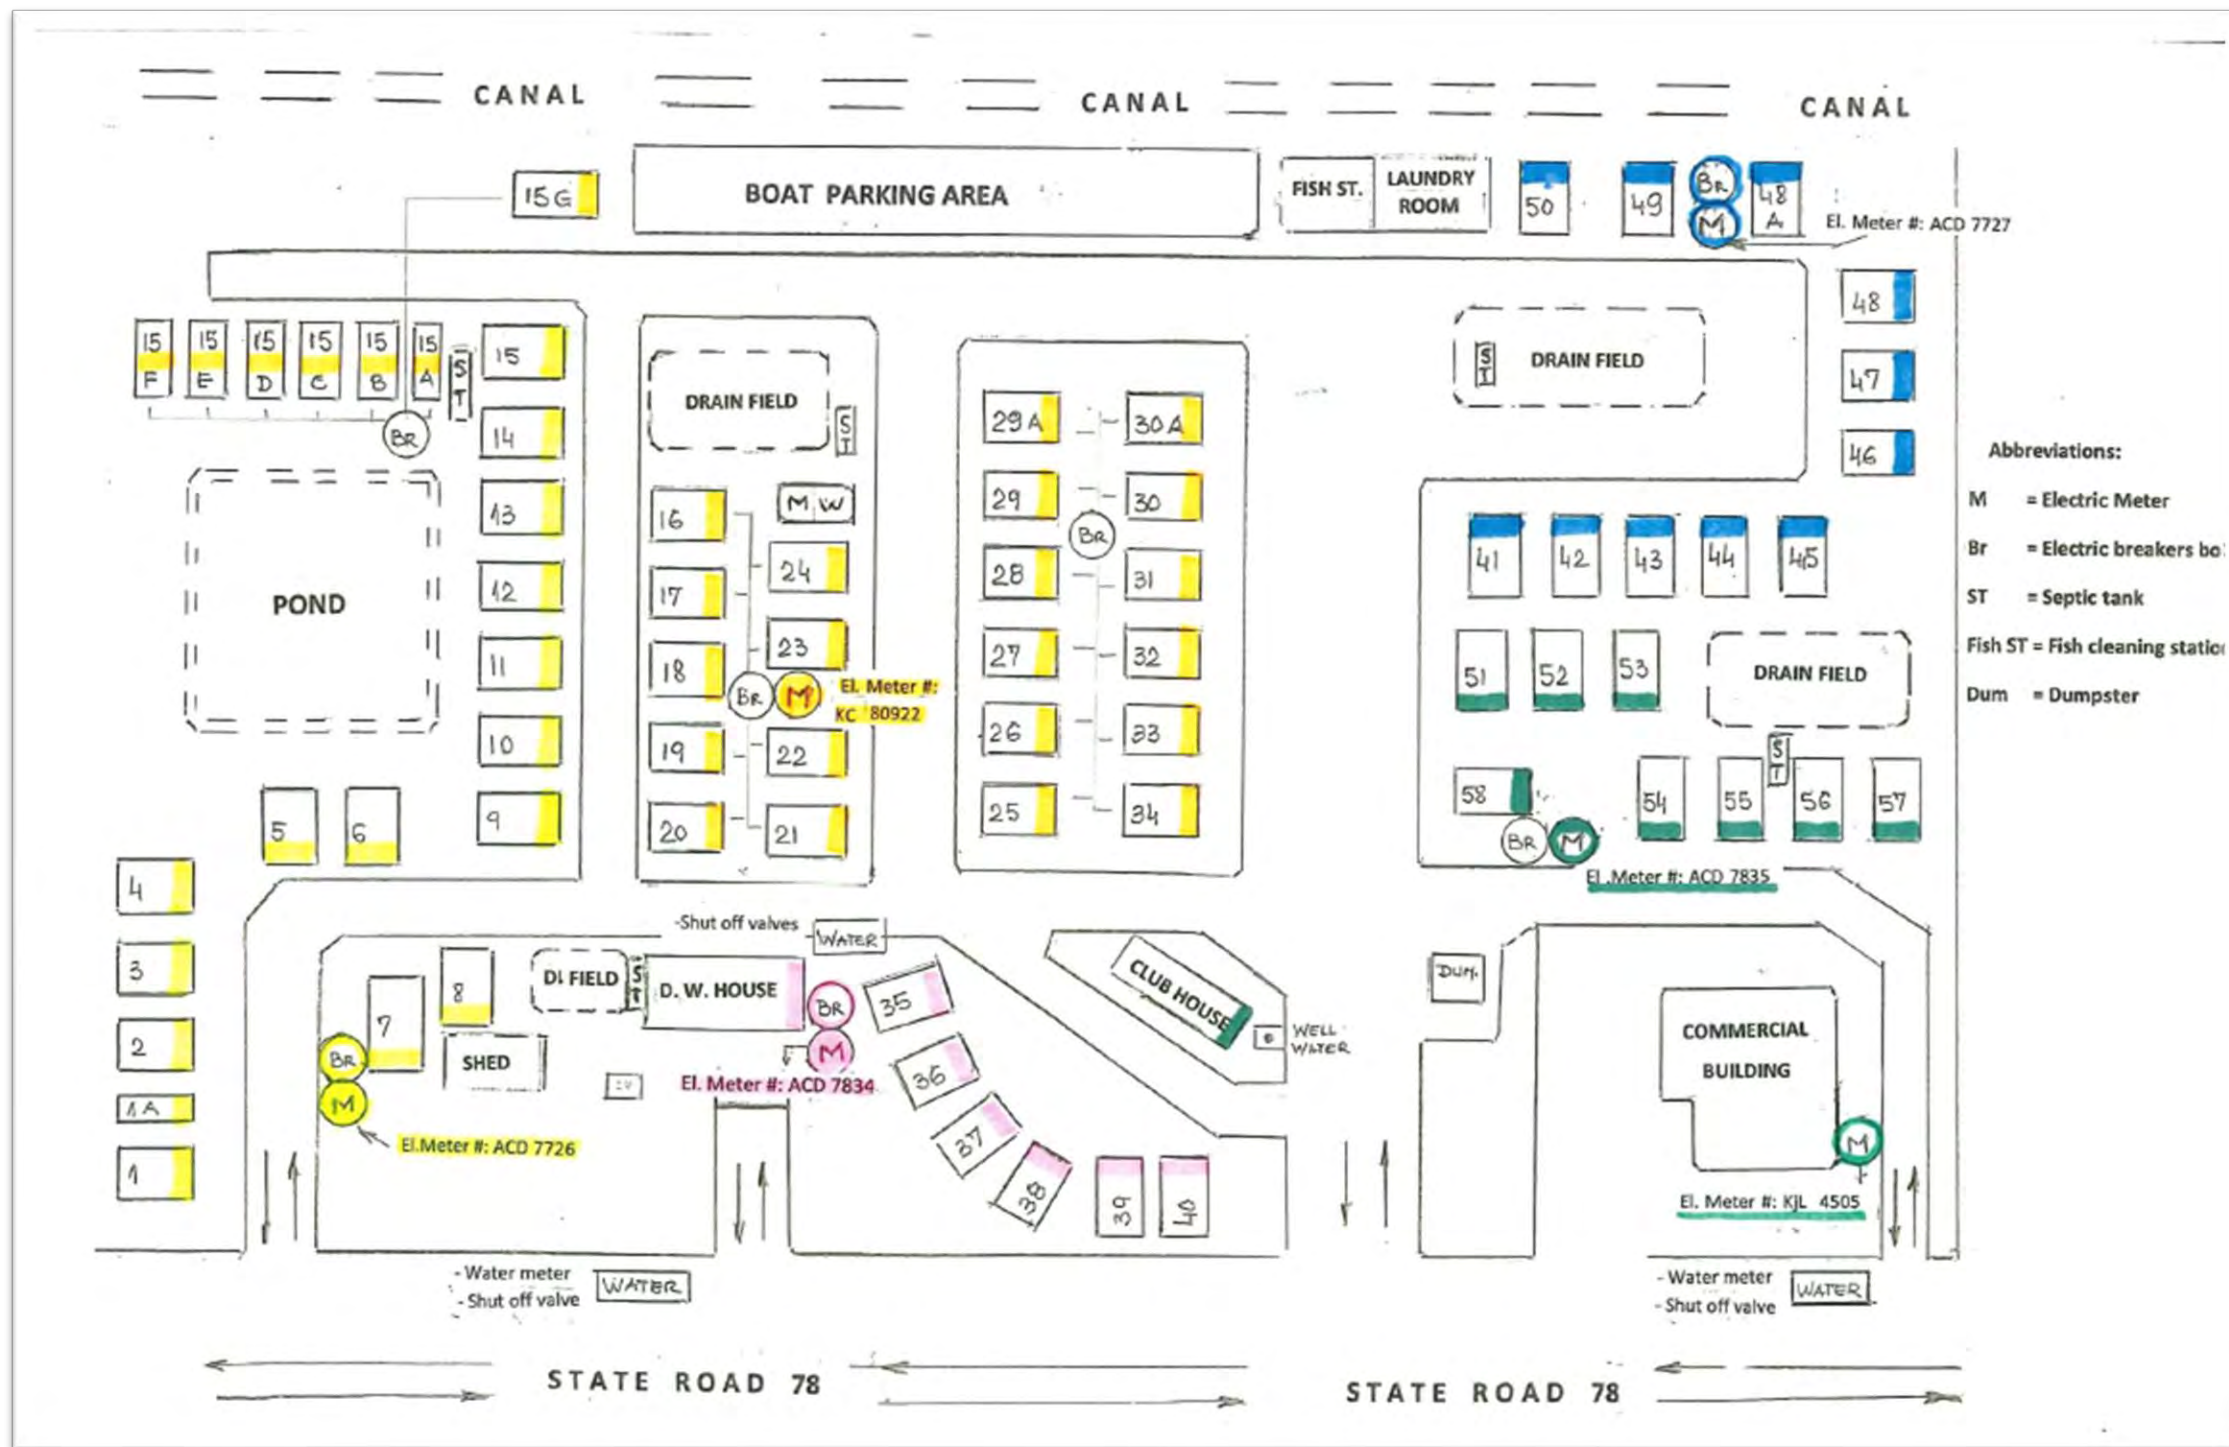 CANAL
CANAL
CANAL
15G
BOAT PARKING AREA
FISH ST.
LAUNDRY
ROOM
50
49
Br
M
48
A
El. Meter #: ACD 7727
48
47
46
15
F
15
E
15
D
15
C
15
B
15
A
ST
BR
15
14
13
12
11
10
9
POND
5
6
4
3
2
1A
1
DRAIN FIELD
ST
M W
16
17
18
19
20
24
23
22
21
BR
M
El. Meter #:
KC 80922
29A
29
28
27
26
25
BR
30A
30
31
32
33
34
DRAIN FIELD
ST
41
42
43
44
45
51
52
53
DRAIN FIELD
ST
58
54
55
56
57
BR
M
El .Meter #: ACD 7835
Abbreviations:
M = Electric Meter
Br = Electric breakers bo
ST = Septic tank
Fish ST = Fish cleaning statio
Dum = Dumpster
-Shut off valves
WATER
7
8
BR
M
El.Meter #: ACD 7726
SHED
D. FIELD
ST
D. W. HOUSE
BR
M
El. Meter #: ACD 7834
35
36
37
38
39
40
CLUB HOUSE
WELL
WATER
DUM.
COMMERCIAL
BUILDING
M
El. Meter #: KjL 4505
- Water meter
- Shut off valve
WATER
- Water meter
- Shut off valve
WATER
STATE ROAD 78
STATE ROAD 78